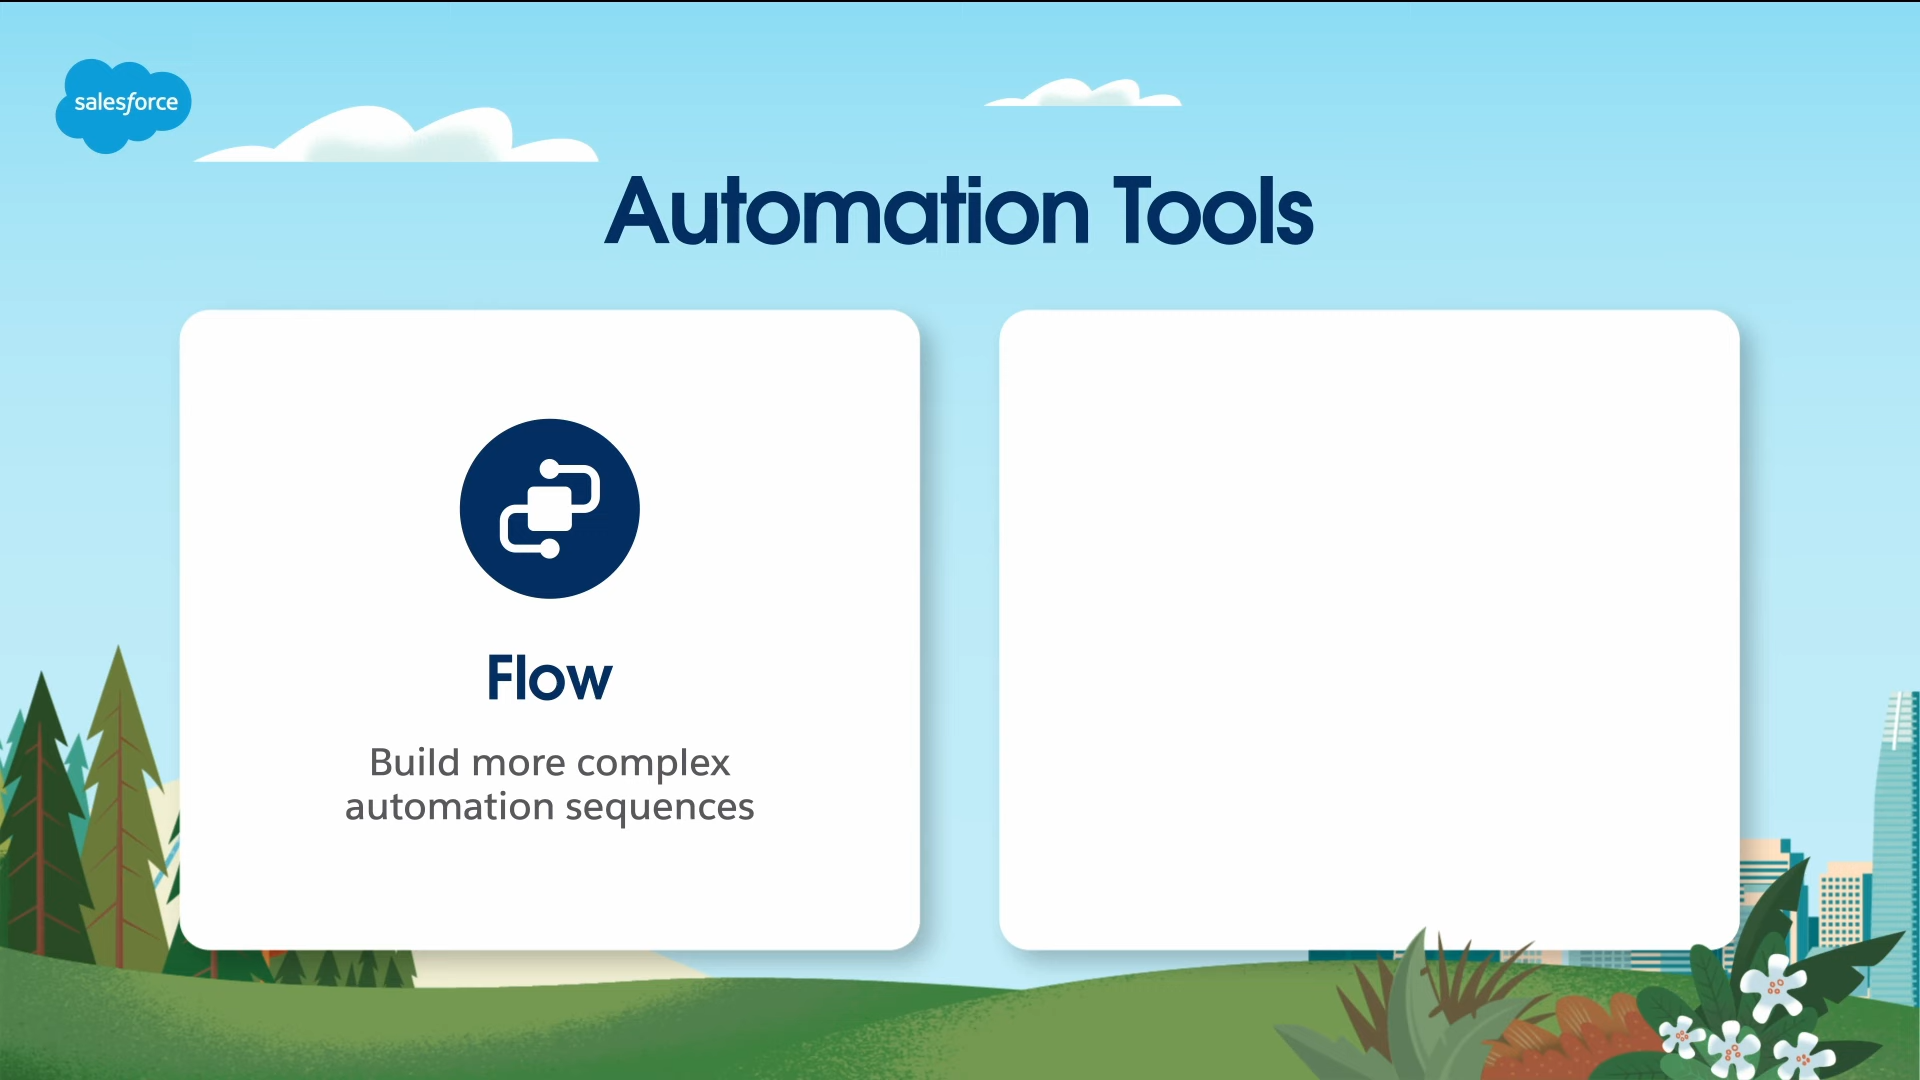 salesforce
Automation Tools
Flow
Build more complex
automation sequences